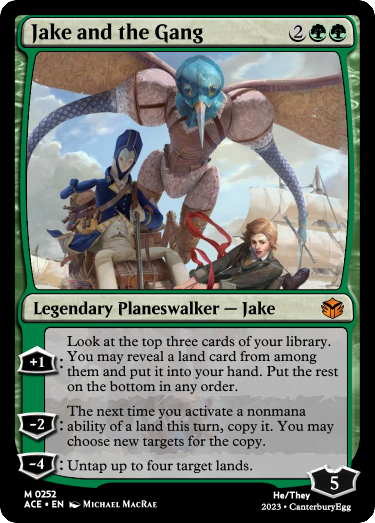 Jake and the Gang 2
Legendary Planeswalker — Jake
Look at the top three cards of your library.
+1: You may reveal a land card from among
them and put it into your hand. Put the rest
on the bottom in any order.
The next time you activate a nonmana
-2: ability of a land this turn, copy it. You may
choose new targets for the copy.
-4: Untap up to four target lands.
5
M 0252 He/They
ACE • EN Michael MacRae 2023 • CanterburyEgg